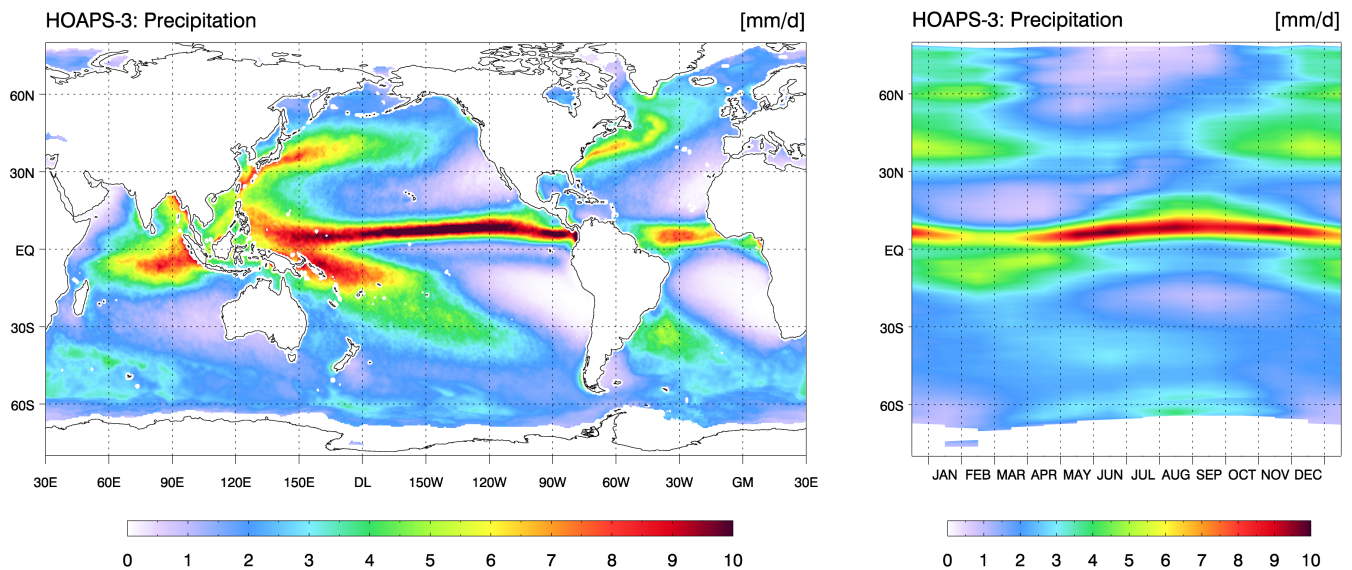 HOAPS-3: Precipitation [mm/d]
60N
30N
EQ
30S
60S
30E 60E 90E 120E 150E DL 150W 120W 90W 60W 30W GM 30E
0 1 2 3 4 5 6 7 8 9 10
HOAPS-3: Precipitation [mm/d]
60N
30N
EQ
30S
60S
JAN FEB MAR APR MAY JUN JUL AUG SEP OCT NOV DEC
0 1 2 3 4 5 6 7 8 9 10